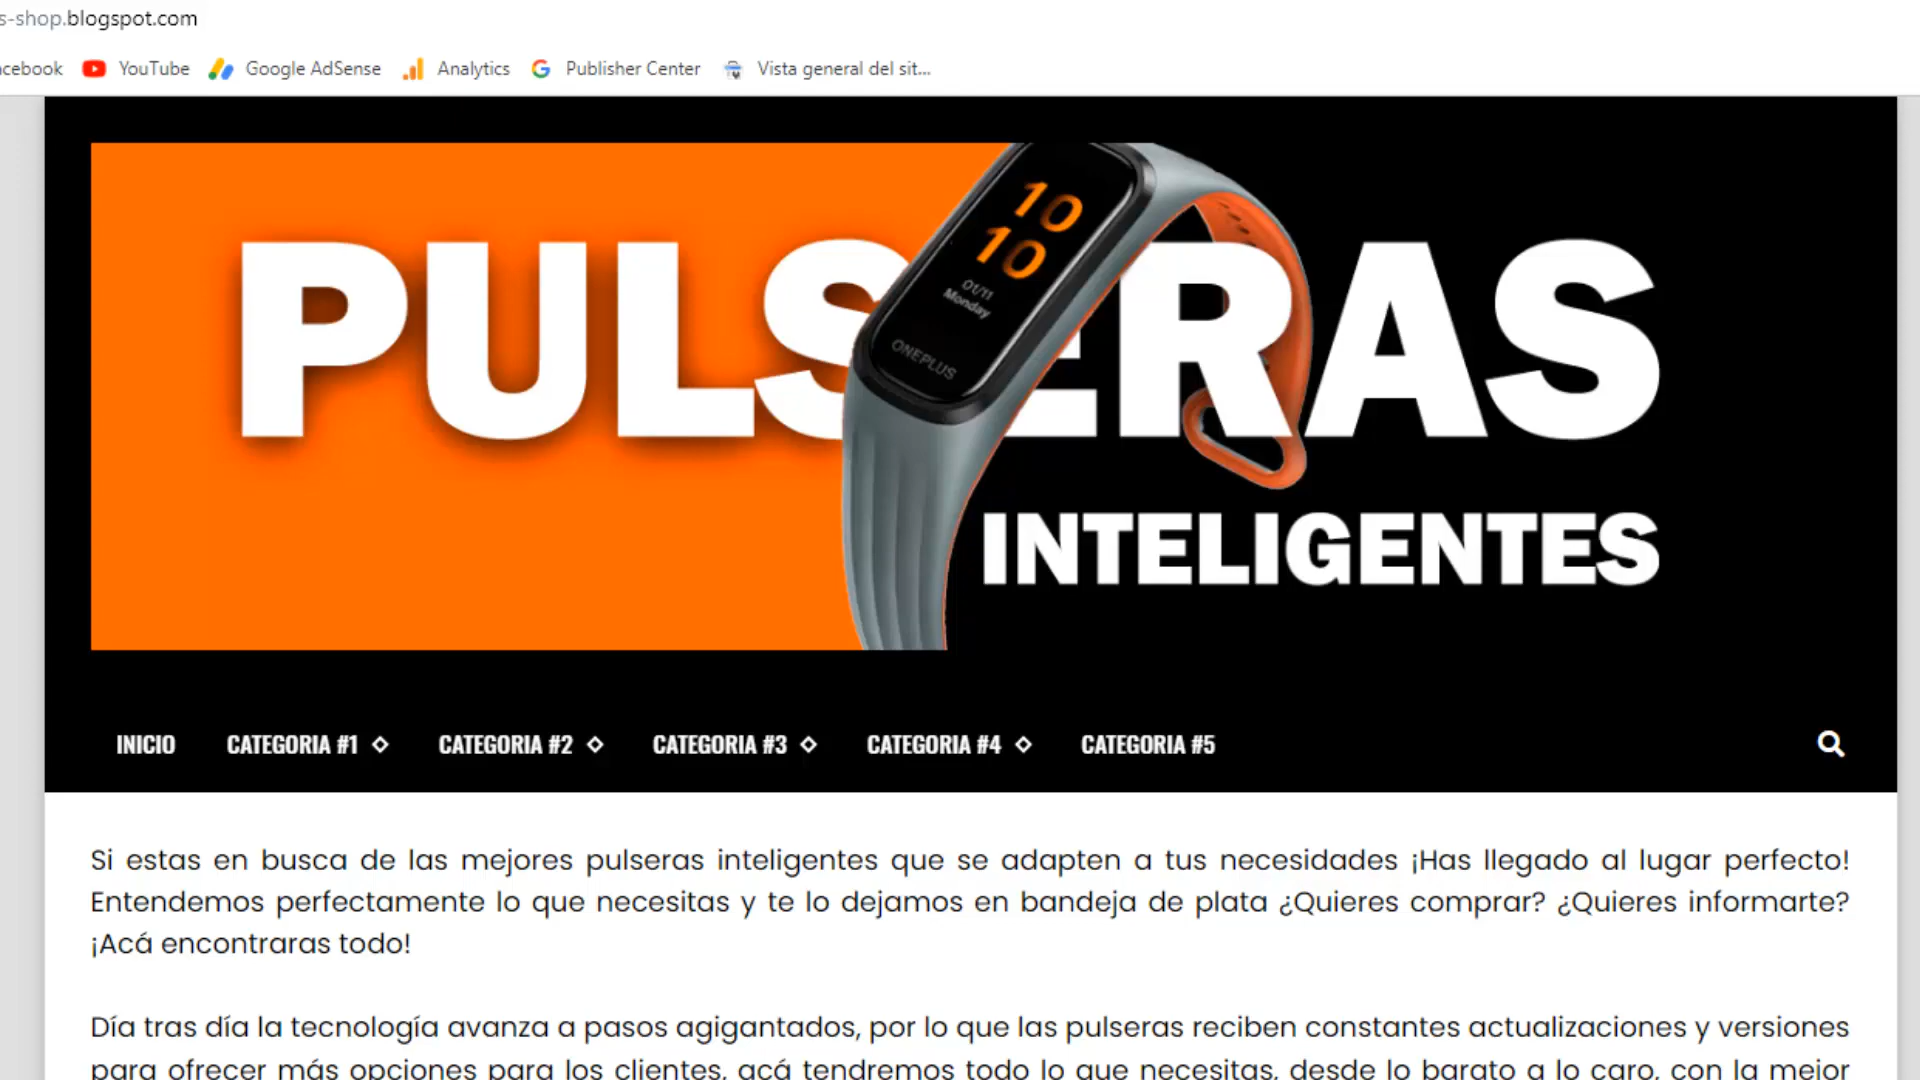 s-shop.blogspot.com
acebook YouTube Google AdSense Analytics Publisher Center Vista general del sit...
PULSERAS
10
10
01/11
Monday
ONEPLUS
INTELIGENTES
INICIO CATEGORIA #1 CATEGORIA #2 CATEGORIA #3 CATEGORIA #4 CATEGORIA #5
Si estas en busca de las mejores pulseras inteligentes que se adapten a tus necesidades ¡Has llegado al lugar perfecto!
Entendemos perfectamente lo que necesitas y te lo dejamos en bandeja de plata ¿Quieres comprar? ¿Quieres informarte?
¡Acá encontraras todo!
Día tras día la tecnología avanza a pasos agigantados, por lo que las pulseras reciben constantes actualizaciones y versiones
para ofrecer más opciones para los clientes, acá tendremos todo lo que necesitas, desde lo barato a lo caro, con la mejor